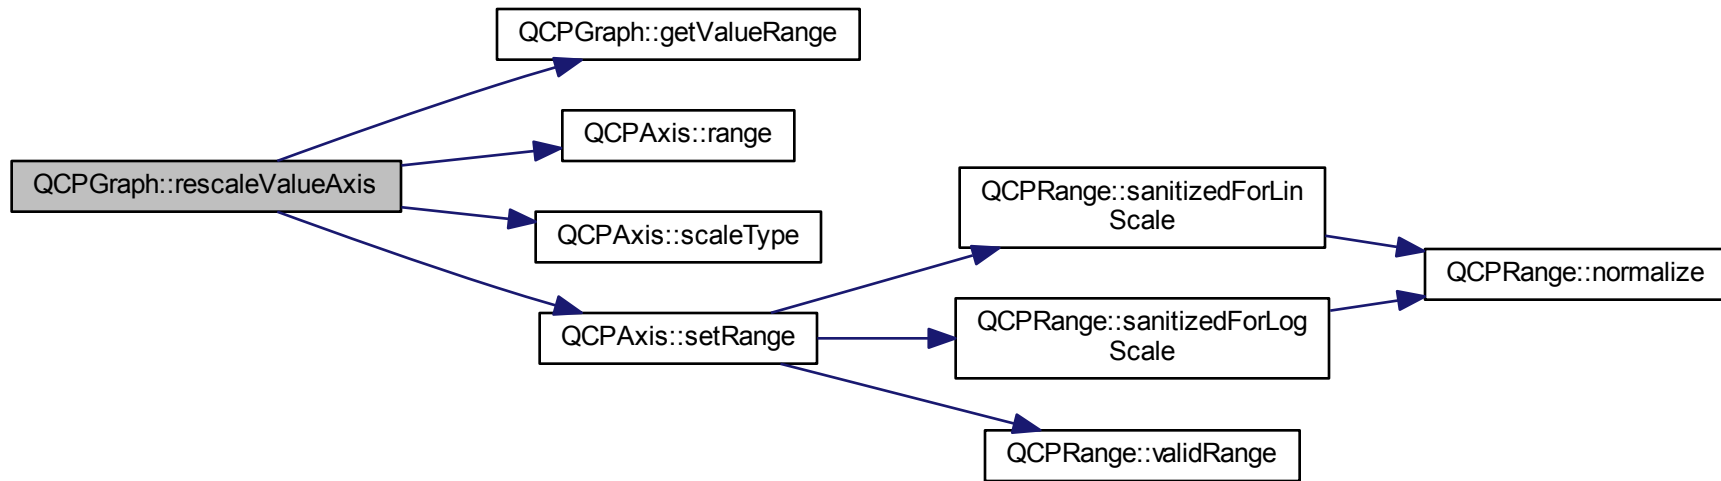 QCPGraph::getValueRange
QCPAxis::range
QCPGraph::rescaleValueAxis
QCPAxis::scaleType
QCPAxis::setRange
QCPRange::sanitizedForLin
Scale
QCPRange::sanitizedForLog
Scale
QCPRange::validRange
QCPRange::normalize